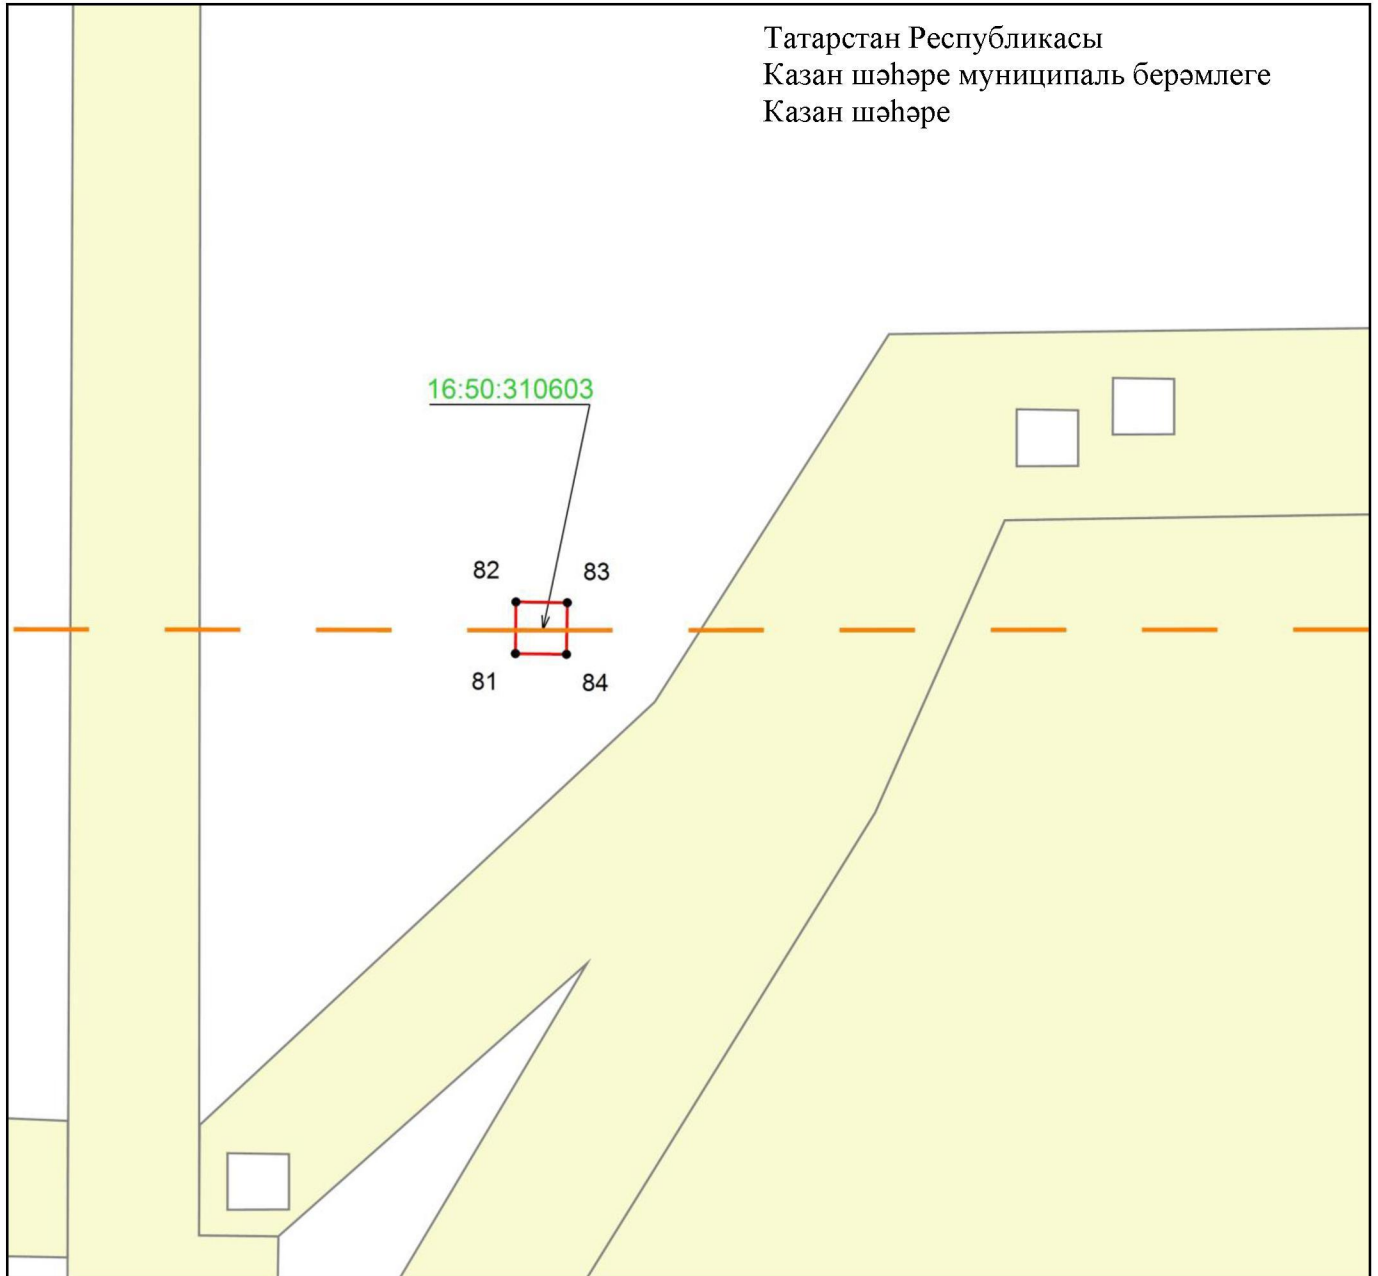 Татарстан Республикасы
Казан шәһәре муниципаль берәмлеге
Казан шәһәре
16:50:310603
82 83
81 84